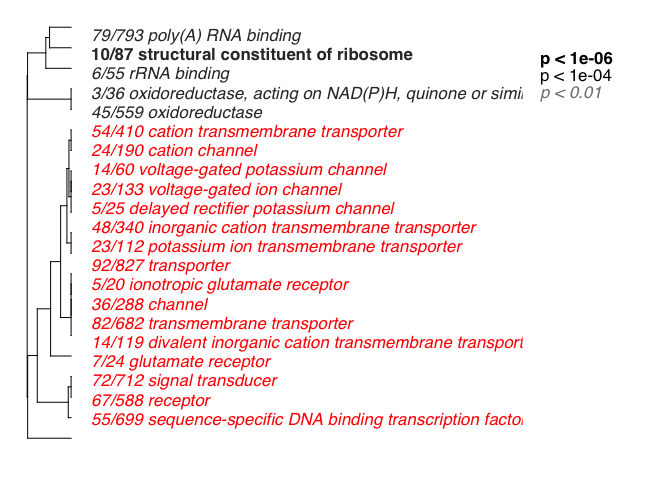 79/793 poly(A) RNA binding
10/87 structural constituent of ribosome
6/55 rRNA binding
3/36 oxidoreductase, acting on NAD(P)H, quinone or simi
45/559 oxidoreductase
54/410 cation transmembrane transporter
24/190 cation channel
14/60 voltage-gated potassium channel
23/133 voltage-gated ion channel
5/25 delayed rectifier potassium channel
48/340 inorganic cation transmembrane transporter
23/112 potassium ion transmembrane transporter
92/827 transporter
5/20 ionotropic glutamate receptor
36/288 channel
82/682 transmembrane transporter
14/119 divalent inorganic cation transmembrane transport
7/24 glutamate receptor
72/712 signal transducer
67/588 receptor
55/699 sequence-specific DNA binding transcription facto
p < 1e-06
p < 1e-04
p < 0.01